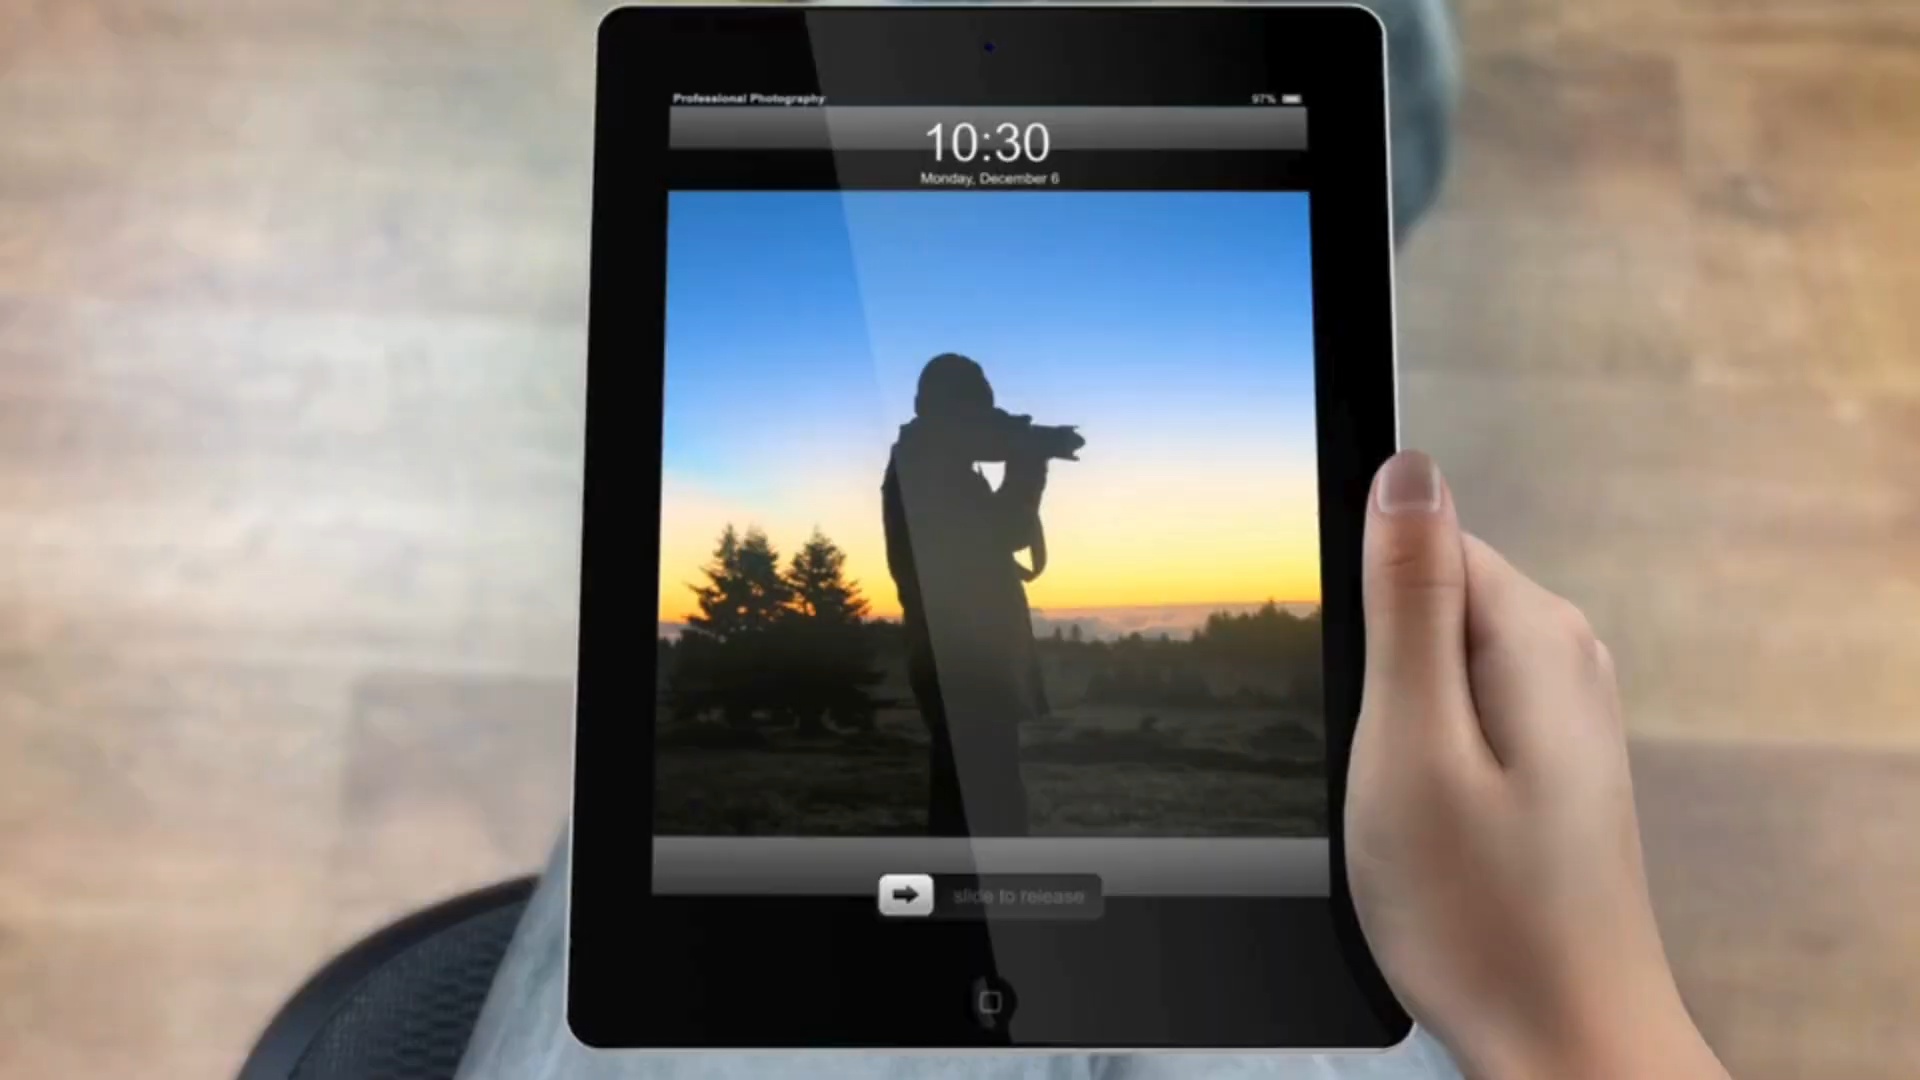 Professional Photography
97%
10:30
Monday, December 6
slide to release